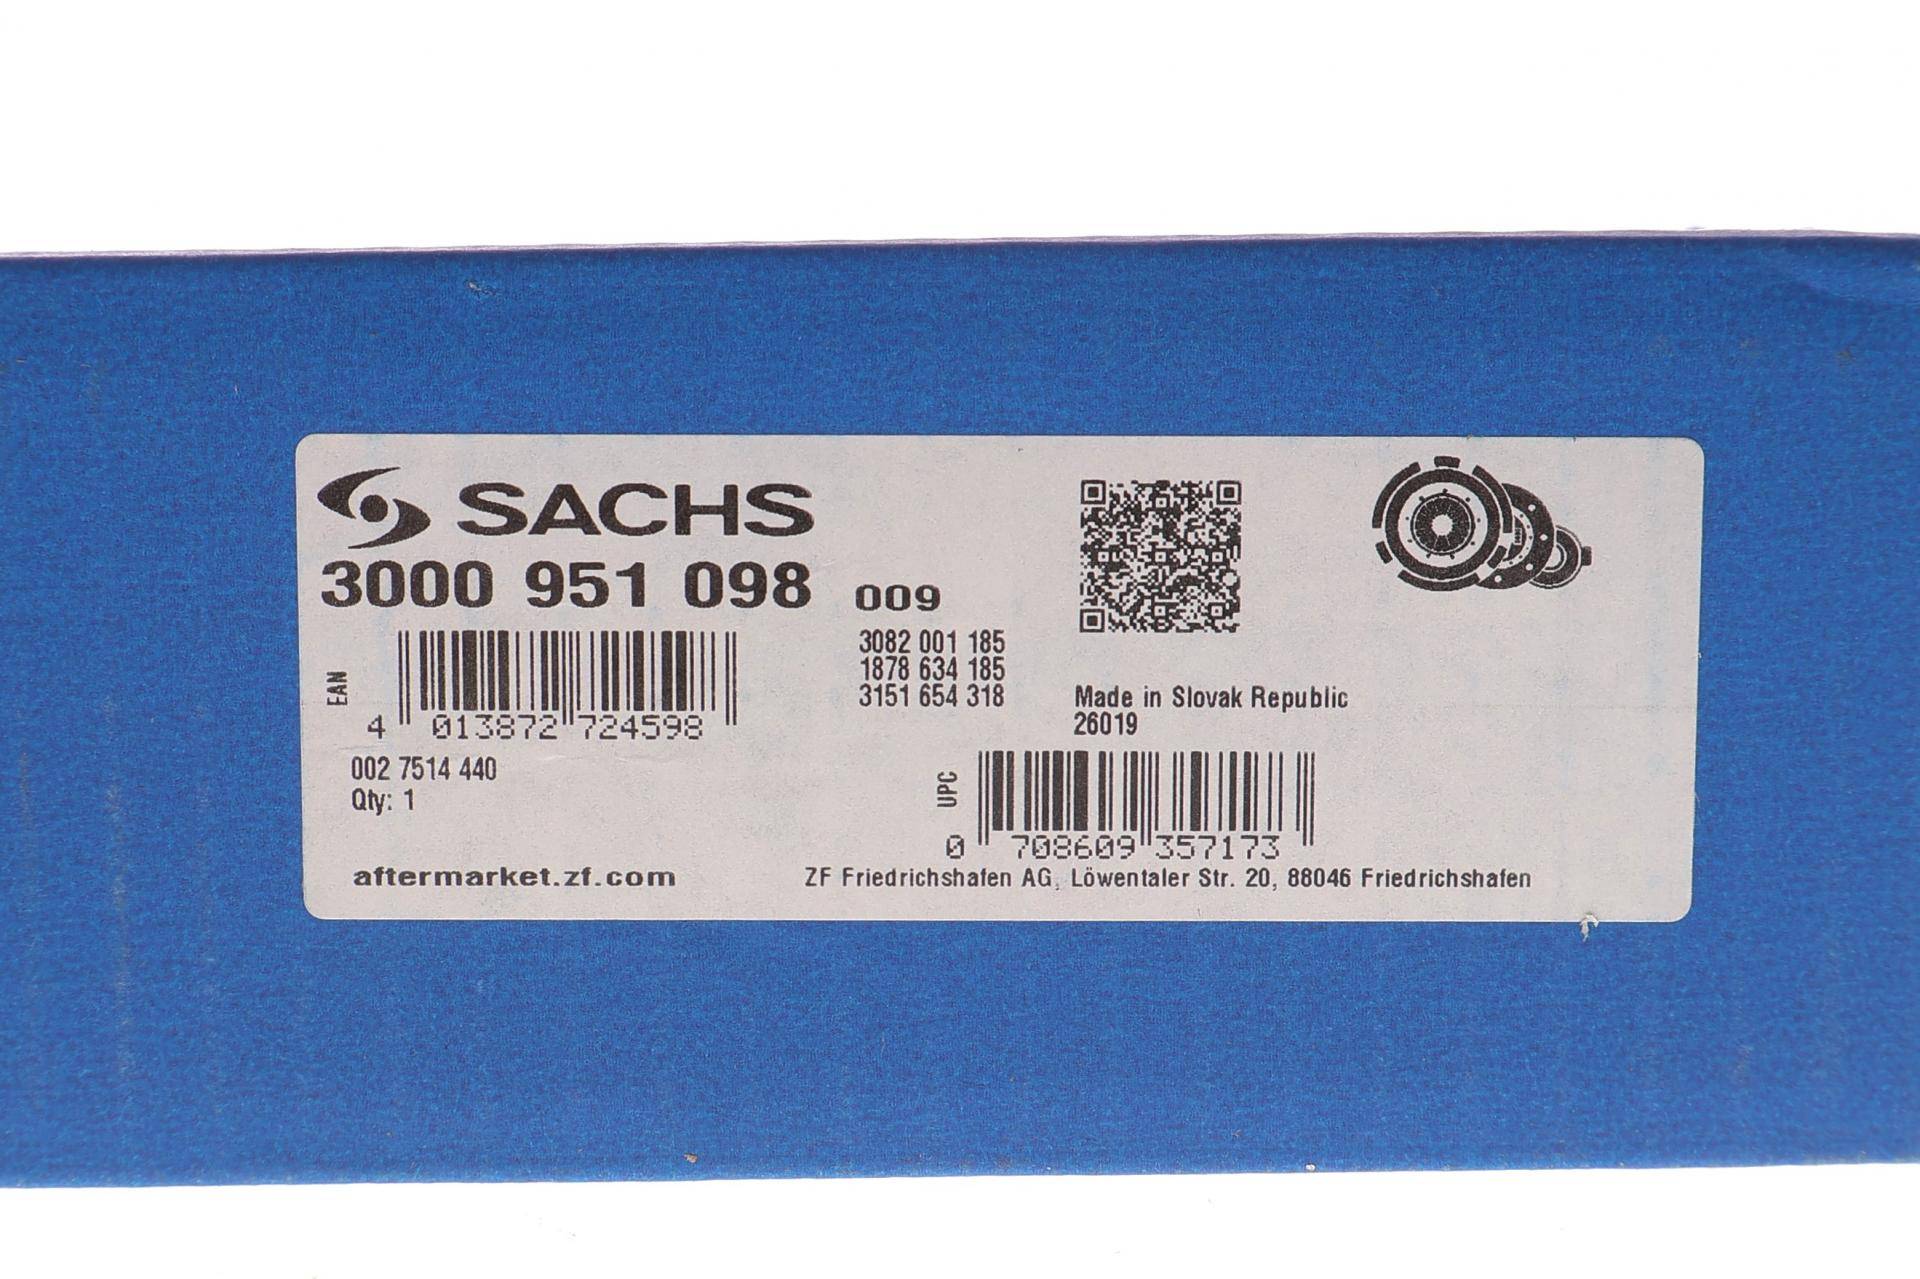 SACHS
3000 951 098 009
3082 001 185
1878 634 185
3151 654 318
EAN
4 013872 724598
002 7514 440
Qty: 1
Made in Slovak Republic
26019
UPC
0 708609 357173
aftermarket.zf.com
ZF Friedrichshafen AG, Löwentaler Str. 20, 88046 Friedrichshafen